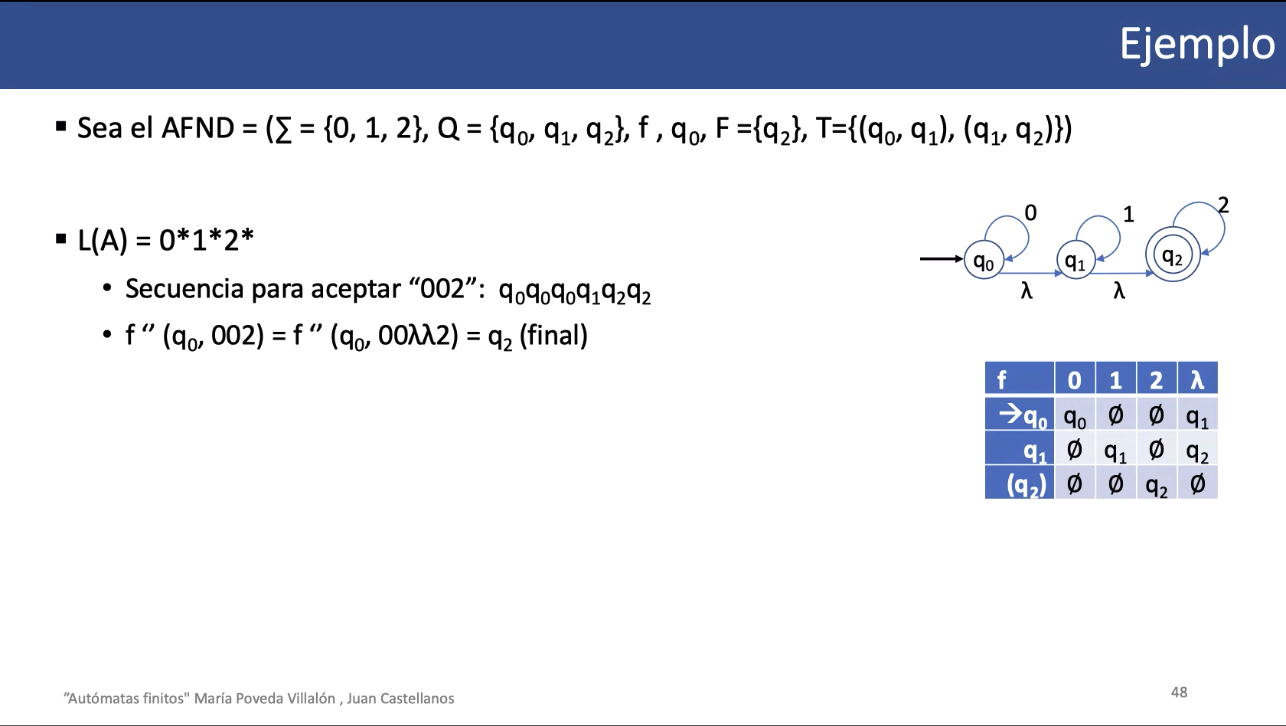 Ejemplo
▪ Sea el AFND = (∑ = {0, 1, 2}, Q = {q₀, q₁, q₂}, f , q₀, F ={q₂}, T={(q₀, q₁), (q₁, q₂)})
▪ L(A) = 0*1*2*
• Secuencia para aceptar “002”: q₀q₀q₀q₁q₂q₂
• f ’’ (q₀, 002) = f ’’ (q₀, 00λλ2) = q₂ (final)
0 1 2
q₀ q₁ q₂
λ λ
f 0 1 2 λ
→q₀ q₀ Ø Ø q₁
q₁ Ø q₁ Ø q₂
(q₂) Ø Ø q₂ Ø
”Autómatas finitos" María Poveda Villalón , Juan Castellanos
48